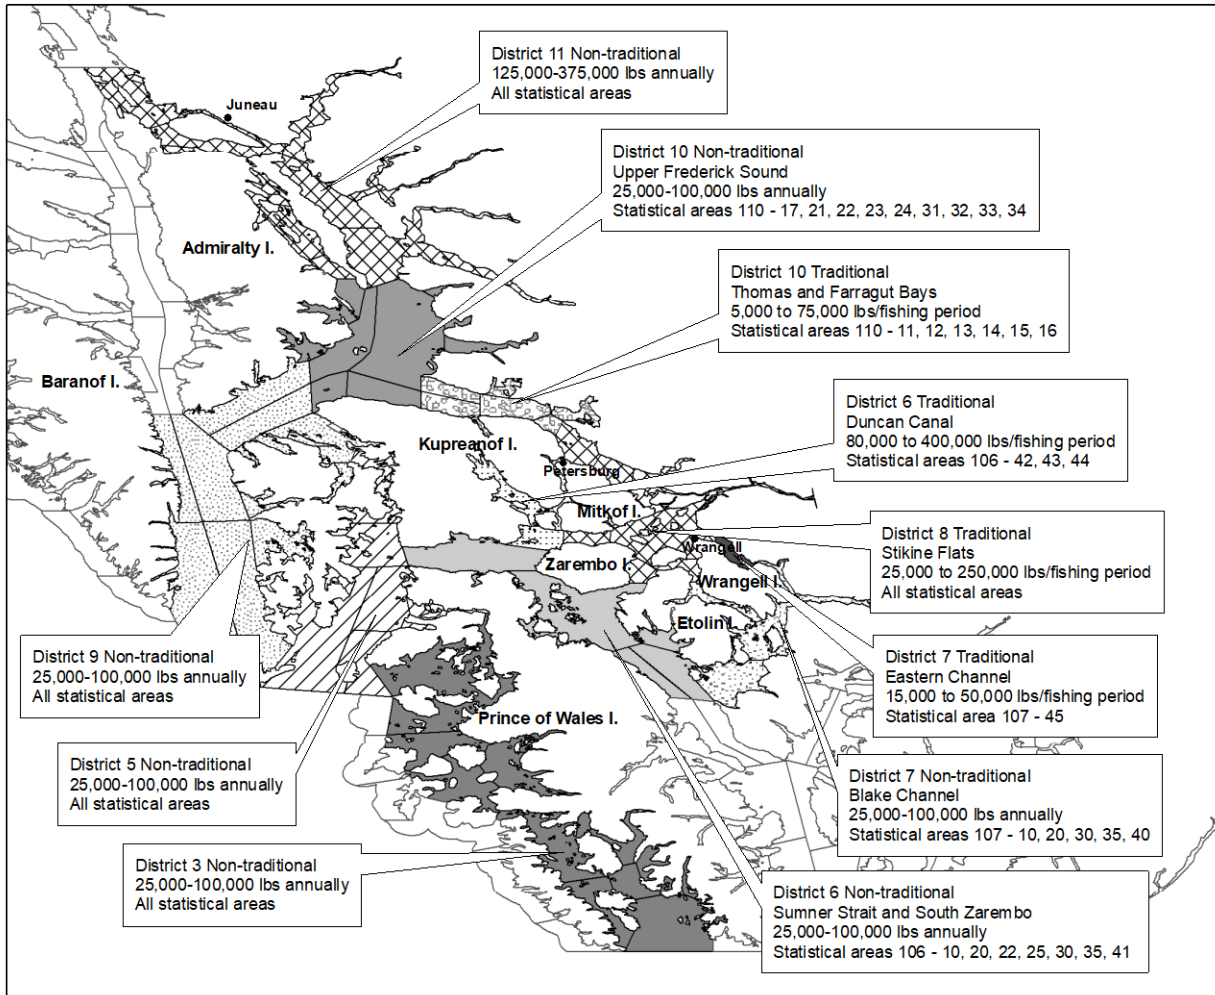 District 11 Non-traditional
125,000-375,000 lbs annually
All statistical areas
Juneau
District 10 Non-traditional
Upper Frederick Sound
25,000-100,000 lbs annually
Statistical areas 110 - 17, 21, 22, 23, 24, 31, 32, 33, 34
Admiralty I.
District 10 Traditional
Thomas and Farragut Bays
5,000 to 75,000 lbs/fishing period
Statistical areas 110 - 11, 12, 13, 14, 15, 16
Baranof I.
District 6 Traditional
Duncan Canal
80,000 to 400,000 lbs/fishing period
Statistical areas 106 - 42, 43, 44
Kupreanof I.
Petersburg
Mitkof I.
District 8 Traditional
Stikine Flats
25,000 to 250,000 lbs/fishing period
All statistical areas
Wrangell
Zarembo I.
Wrangell I.
Etolin I.
District 9 Non-traditional
25,000-100,000 lbs annually
All statistical areas
District 7 Traditional
Eastern Channel
15,000 to 50,000 lbs/fishing period
Statistical area 107 - 45
Prince of Wales I.
District 5 Non-traditional
25,000-100,000 lbs annually
All statistical areas
District 7 Non-traditional
Blake Channel
25,000-100,000 lbs annually
Statistical areas 107 - 10, 20, 30, 35, 40
District 3 Non-traditional
25,000-100,000 lbs annually
All statistical areas
District 6 Non-traditional
Sumner Strait and South Zarembo
25,000-100,000 lbs annually
Statistical areas 106 - 10, 20, 22, 25, 30, 35, 41